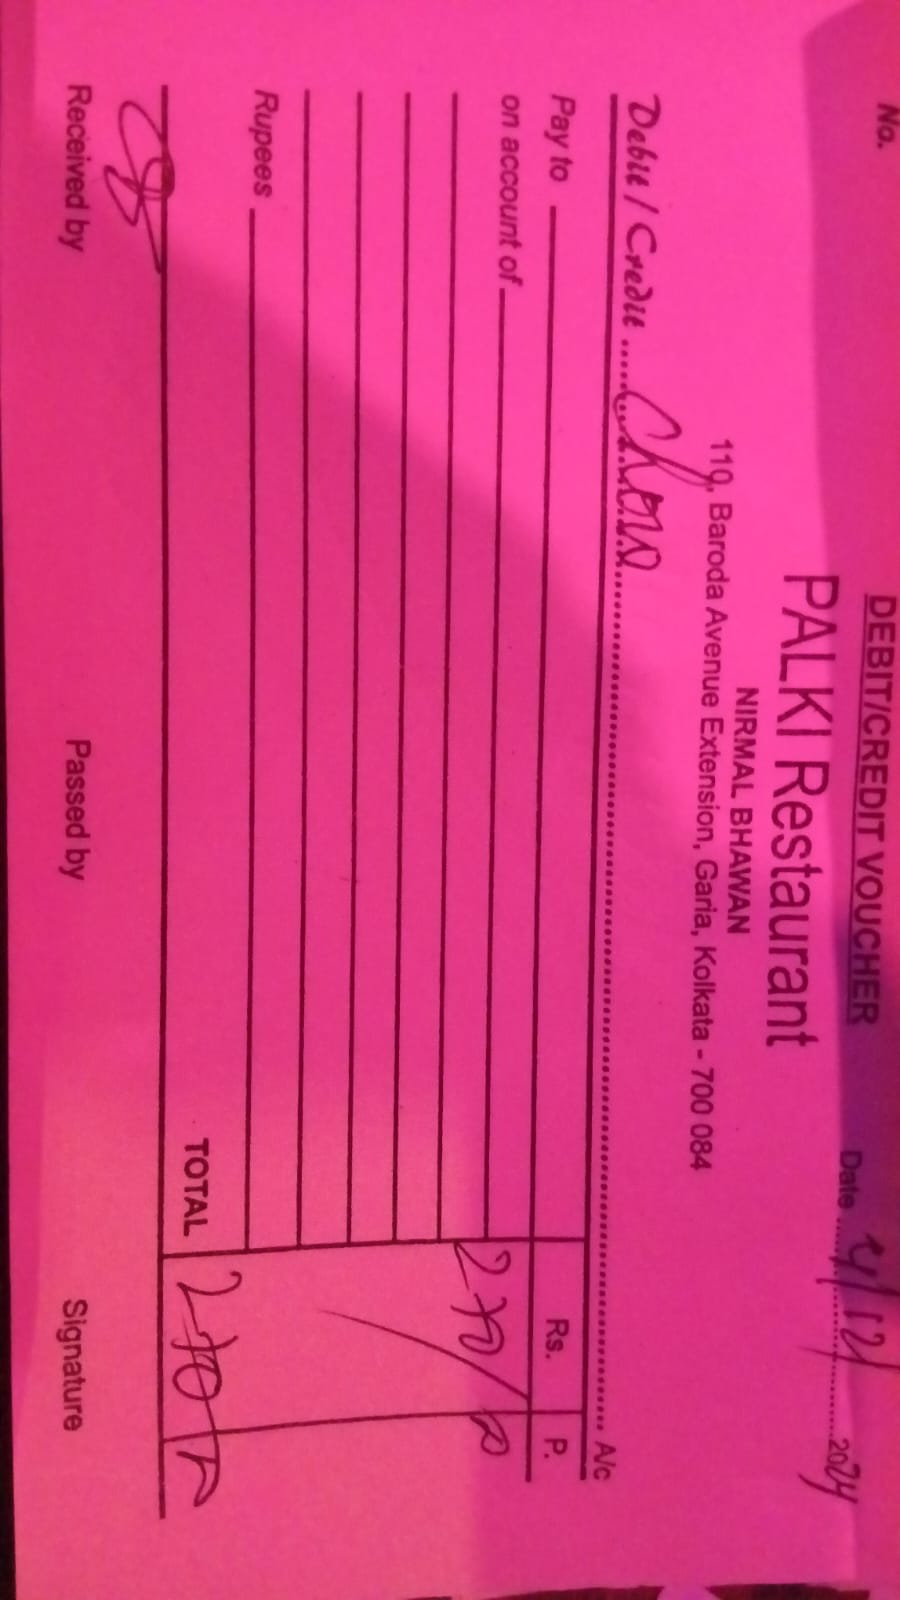 DEBIT/CREDIT VOUCHER
No. Date 4/12/2024
PALKI Restaurant
NIRMAL BHAWAN
110, Baroda Avenue Extension, Garia, Kolkata - 700 084
Debit / Credit A/c
Rs. P.
Pay to
on account of 270/
Rupees
TOTAL 270
Received by Passed by Signature